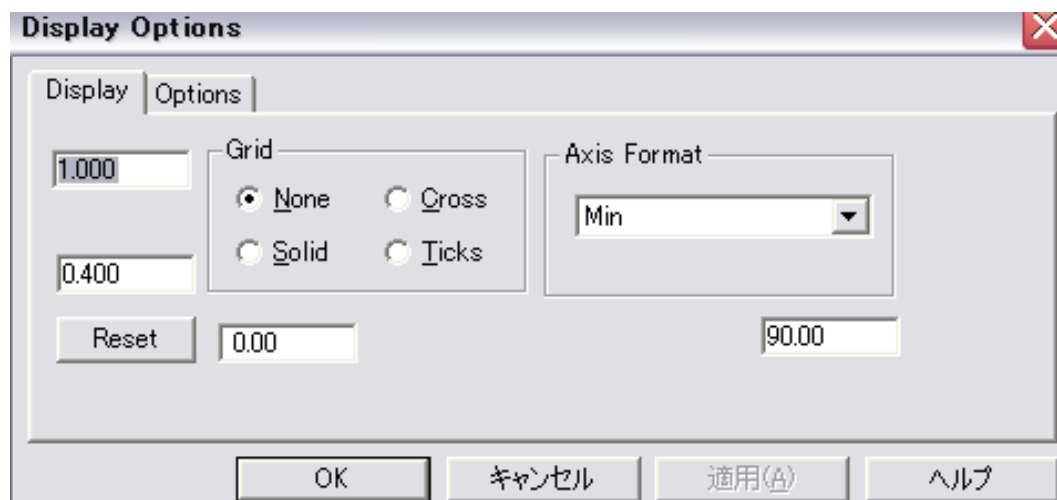 Display Options
Display
Options
1.000
0.400
Reset
Grid
None
Cross
Solid
Ticks
Axis Format
Min
0.00
90.00
OK
キャンセル
適用(A)
ヘルプ